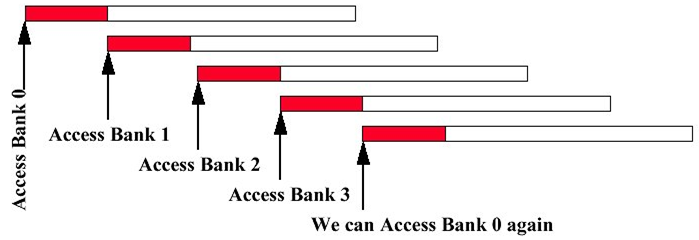 Access Bank 0
Access Bank 1
Access Bank 2
Access Bank 3
We can Access Bank 0 again